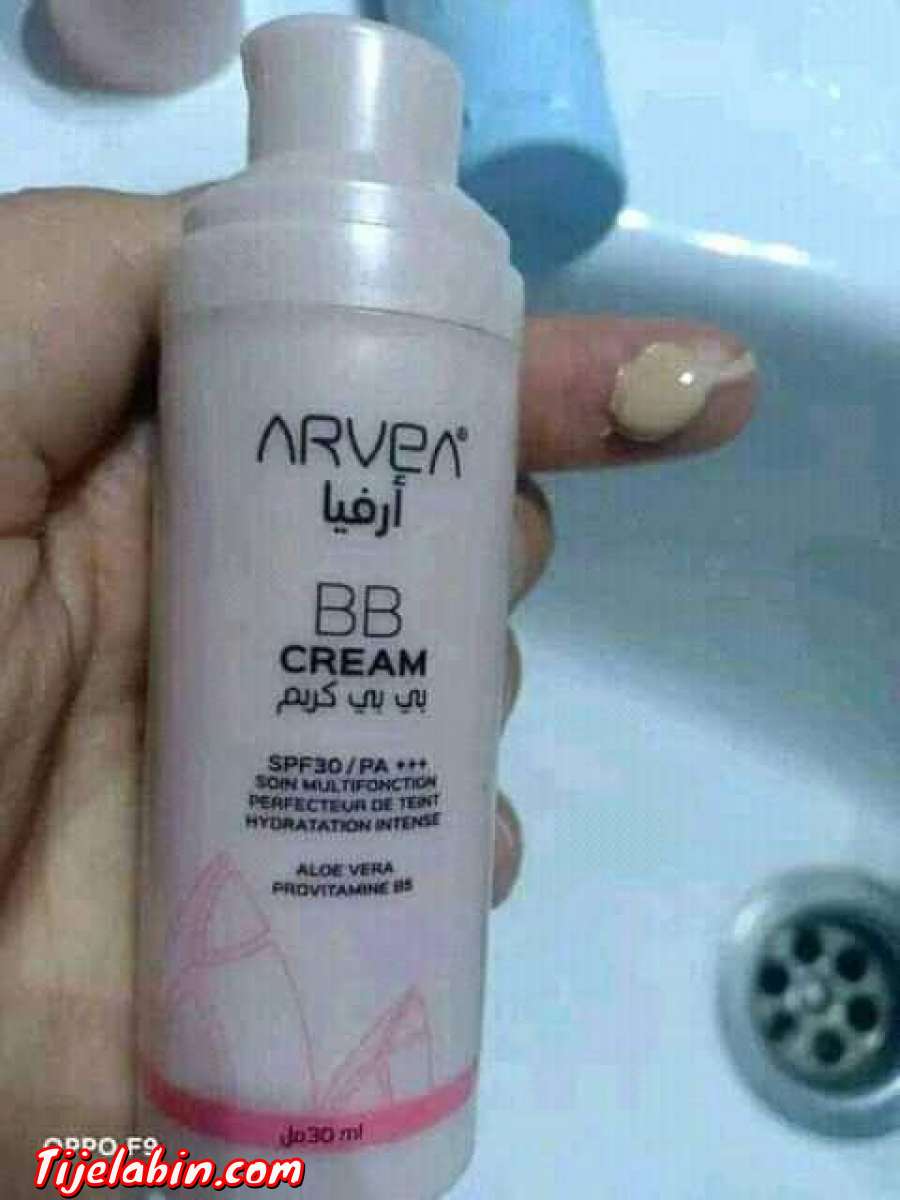 ARVEA®
أرفيا
BB
CREAM
بي بي كريم
SPF30/PA +++
SOIN MULTIFONCTION
PERFECTEUR DE TEINT
HYDRATATION INTENSE
ALOE VERA
PROVITAMINE B5
30 ml مل
OPPO F9
Tijelabin.com